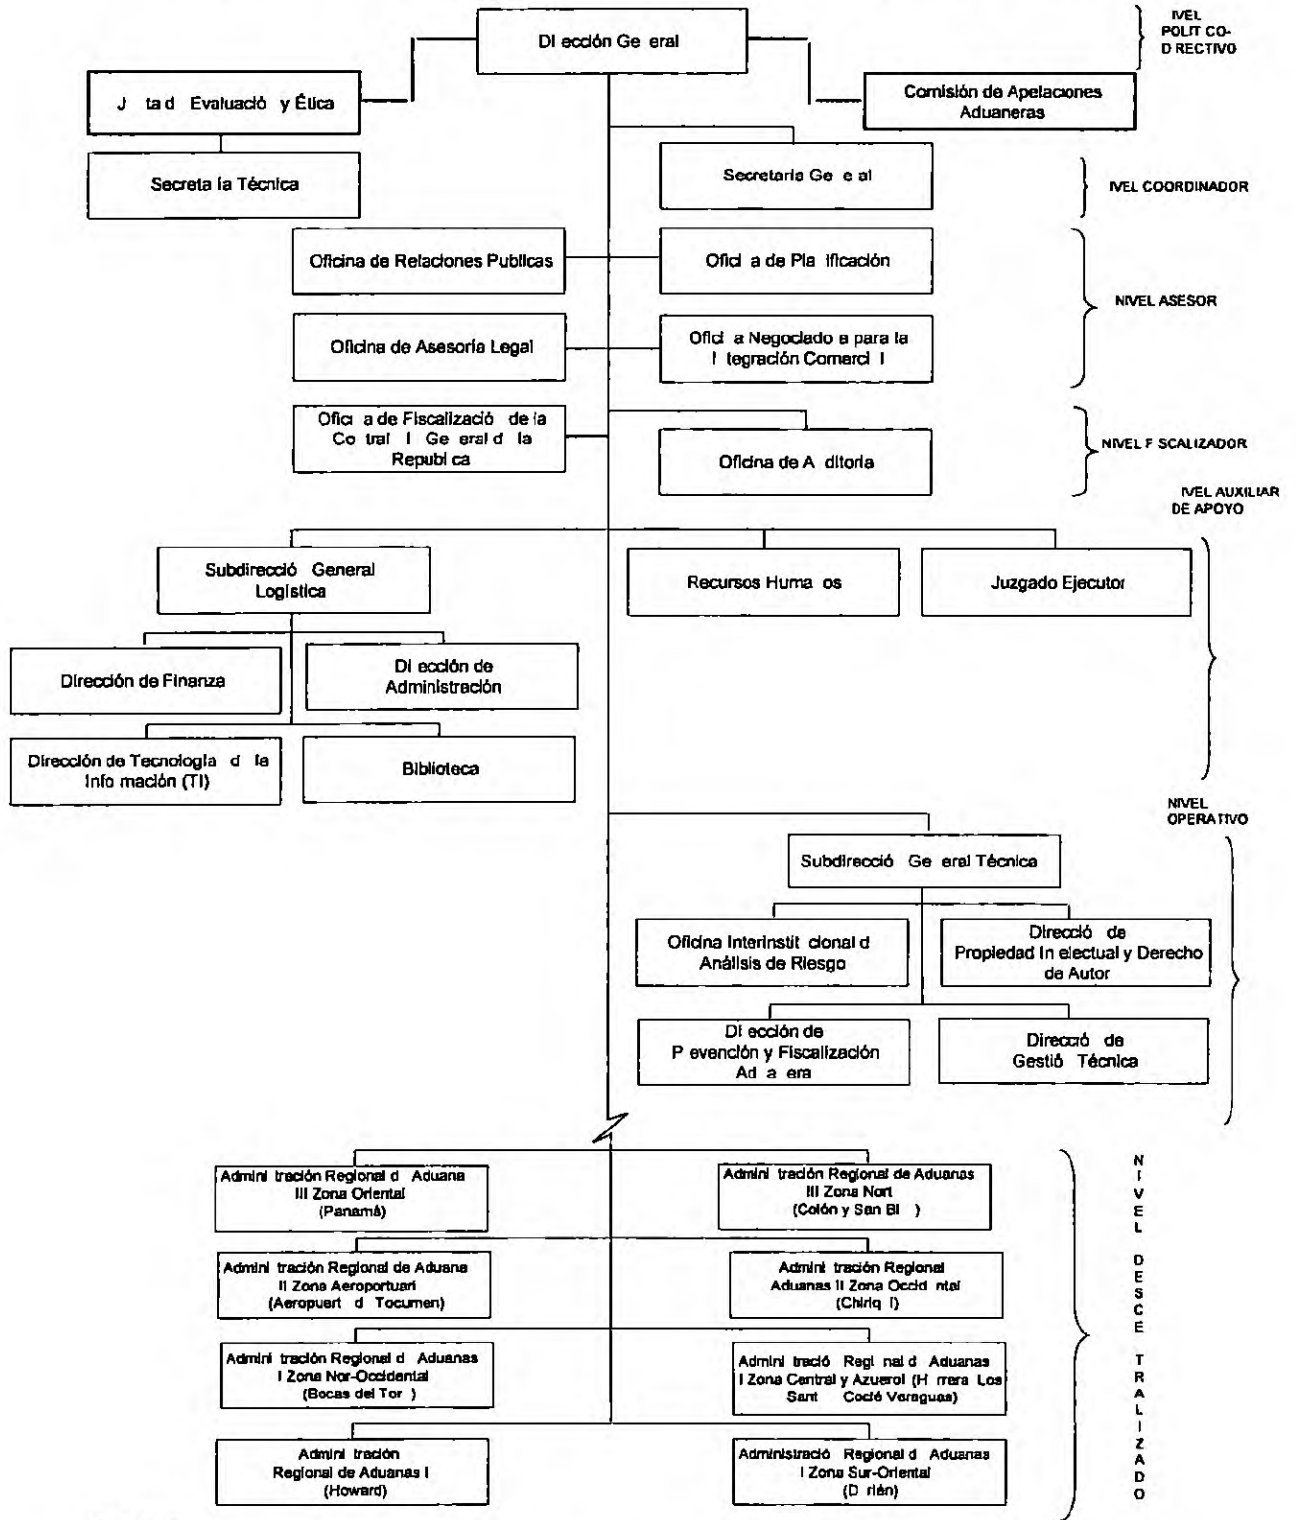 IVEL
POLIT CO-
D RECTIVO
DI ección Ge eral
J ta d Evaluació y Ética
Comisión de Apelaciones
Aduaneras
Secreta ía Técnica
Secretaría Ge e al
IVEL COORDINADOR
Oficina de Relaciones Publicas
Ofici a de Pla ificación
NIVEL ASESOR
Oficina de Asesoría Legal
Ofici a Negociado a para la
I tegración Comerci l
Ofici a de Fiscalizació de la
Co tral l Ge eral d la
Republi ca
Oficina de A ditoria
NIVEL F SCALIZADOR
IVEL AUXILIAR
DE APOYO
Subdirecció General
Logística
Recursos Huma os
Juzgado Ejecutor
Dirección de Finanza
DI ección de
Administración
Dirección de Tecnología d la
Info mación (TI)
Biblioteca
NIVEL
OPERATIVO
Subdirecció Ge eral Técnica
Oficina Interinstit cional d
Análisis de Riesgo
Direcció de
Propiedad In electual y Derecho
de Autor
DI ección de
P evención y Fiscalización
Ad a era
Direcció de
Gestió Técnica
Admini tración Regional d Aduana
III Zona Oriental
(Panamá)
Admini tración Regional de Aduanas
III Zona Nort
(Colón y San Bl )
Admini tración Regional de Aduana
II Zona Aeroportuari
(Aeropuert d Tocumen)
Admini tración Regional
Aduanas II Zona Occid ntal
(Chiriq í)
Admini tración Regional d Aduanas
I Zona Nor-Occidental
(Bocas del Tor )
Admini tració Regi nal d Aduanas
I Zona Central y Azuerol (H rrera Los
Sant Coclé Veraguas)
Admini tración
Regional de Aduanas I
(Howard)
Administració Regional d Aduanas
I Zona Sur-Oriental
(D rién)
NIVEL DESCE TRALIZADO